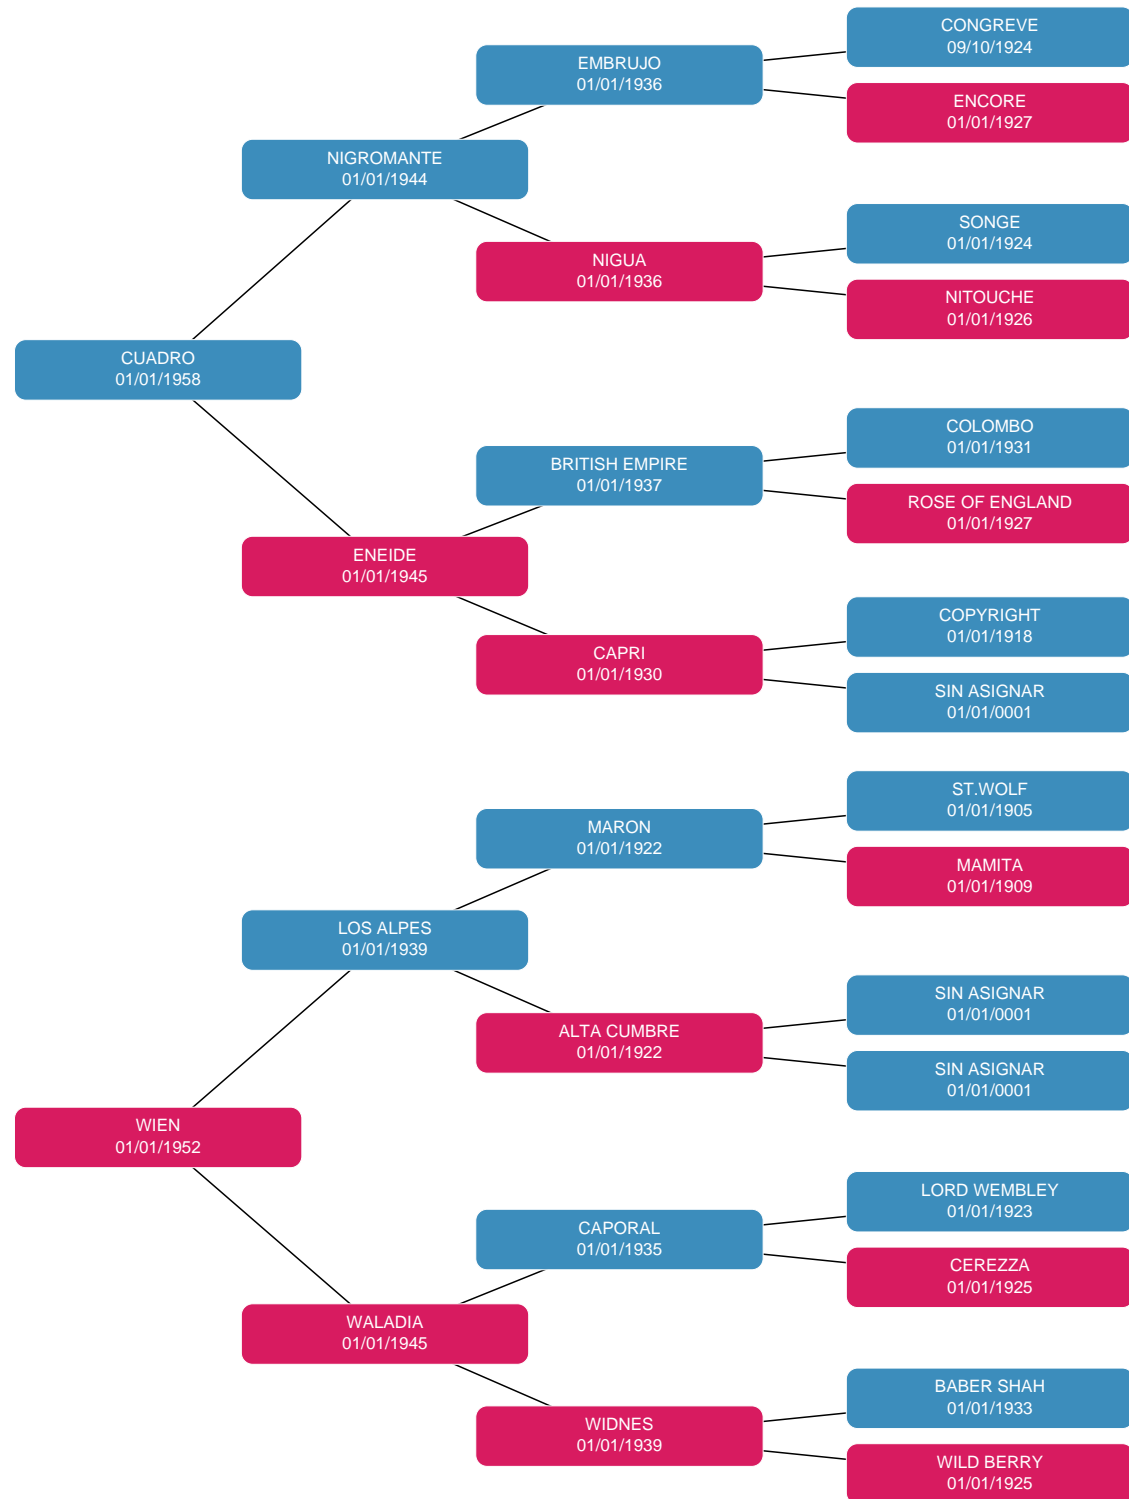 CONGREVE
09/10/1924
EMBRUJO
01/01/1936
ENCORE
01/01/1927
NIGROMANTE
01/01/1944
SONGE
01/01/1924
NIGUA
01/01/1936
NITOUCHE
01/01/1926
CUADRO
01/01/1958
COLOMBO
01/01/1931
BRITISH EMPIRE
01/01/1937
ROSE OF ENGLAND
01/01/1927
ENEIDE
01/01/1945
COPYRIGHT
01/01/1918
CAPRI
01/01/1930
SIN ASIGNAR
01/01/0001
ST.WOLF
01/01/1905
MARON
01/01/1922
MAMITA
01/01/1909
LOS ALPES
01/01/1939
SIN ASIGNAR
01/01/0001
ALTA CUMBRE
01/01/1922
SIN ASIGNAR
01/01/0001
WIEN
01/01/1952
LORD WEMBLEY
01/01/1923
CAPORAL
01/01/1935
CEREZZA
01/01/1925
WALADIA
01/01/1945
BABER SHAH
01/01/1933
WIDNES
01/01/1939
WILD BERRY
01/01/1925